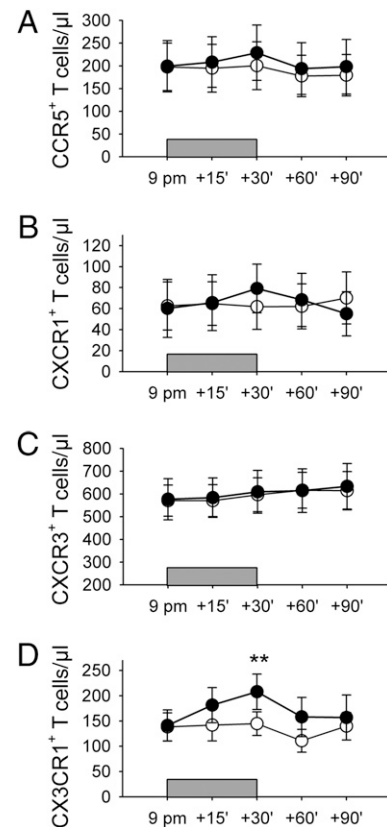 A
CCR5+ T cells/µl
300
250
200
150
100
50
0
9 pm +15' +30' +60' +90'
B
CXCR1+ T cells/µl
120
100
80
60
40
20
0
9 pm +15' +30' +60' +90'
C
CXCR3+ T cells/µl
800
700
600
500
400
300
200
9 pm +15' +30' +60' +90'
D
CX3CR1+ T cells/µl
250
200
150
100
50
0
**
9 pm +15' +30' +60' +90'